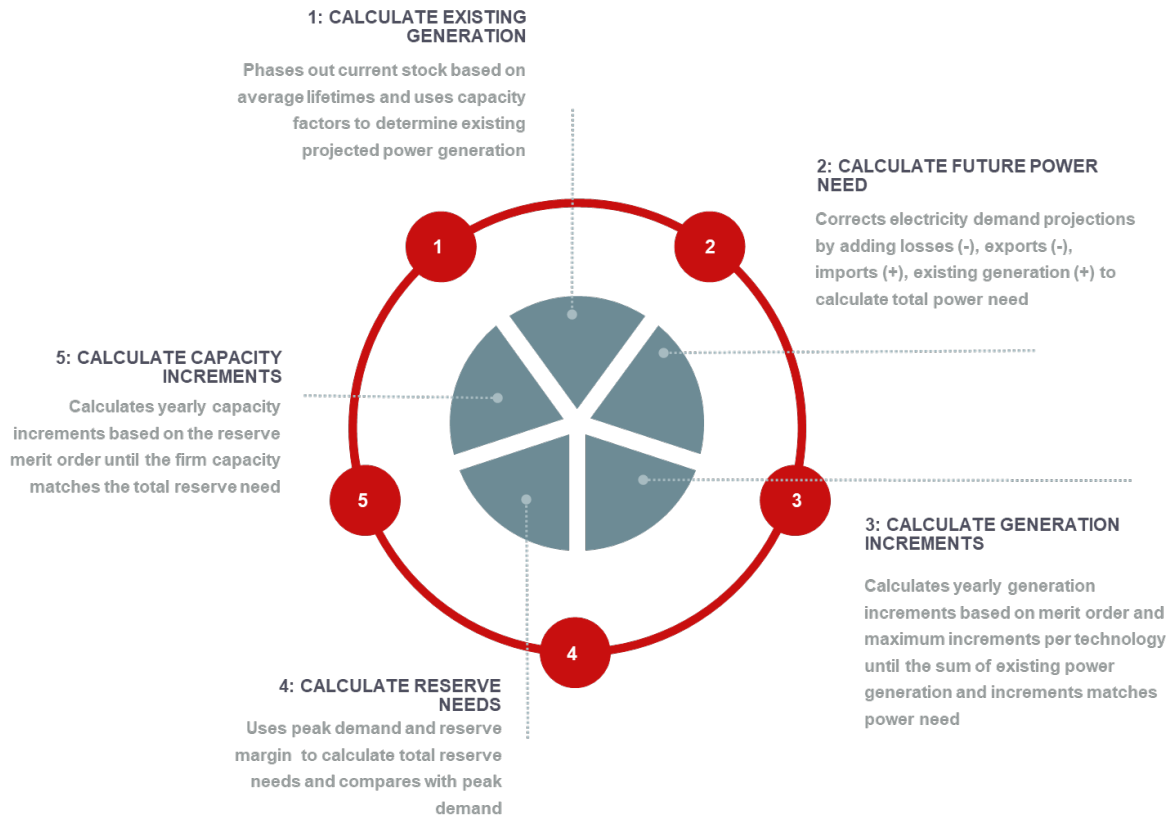 1: CALCULATE EXISTING
GENERATION
Phases out current stock based on
average lifetimes and uses capacity
factors to determine existing
projected power generation
2: CALCULATE FUTURE POWER
NEED
Corrects electricity demand projections
by adding losses (-), exports (-),
imports (+), existing generation (+) to
calculate total power need
1
2
5: CALCULATE CAPACITY
INCREMENTS
Calculates yearly capacity
increments based on the reserve
merit order until the firm capacity
matches the total reserve need
5
3
3: CALCULATE GENERATION
INCREMENTS
Calculates yearly generation
increments based on merit order and
maximum increments per technology
until the sum of existing power
generation and increments matches
power need
4
4: CALCULATE RESERVE
NEEDS
Uses peak demand and reserve
margin to calculate total reserve
needs and compares with peak
demand